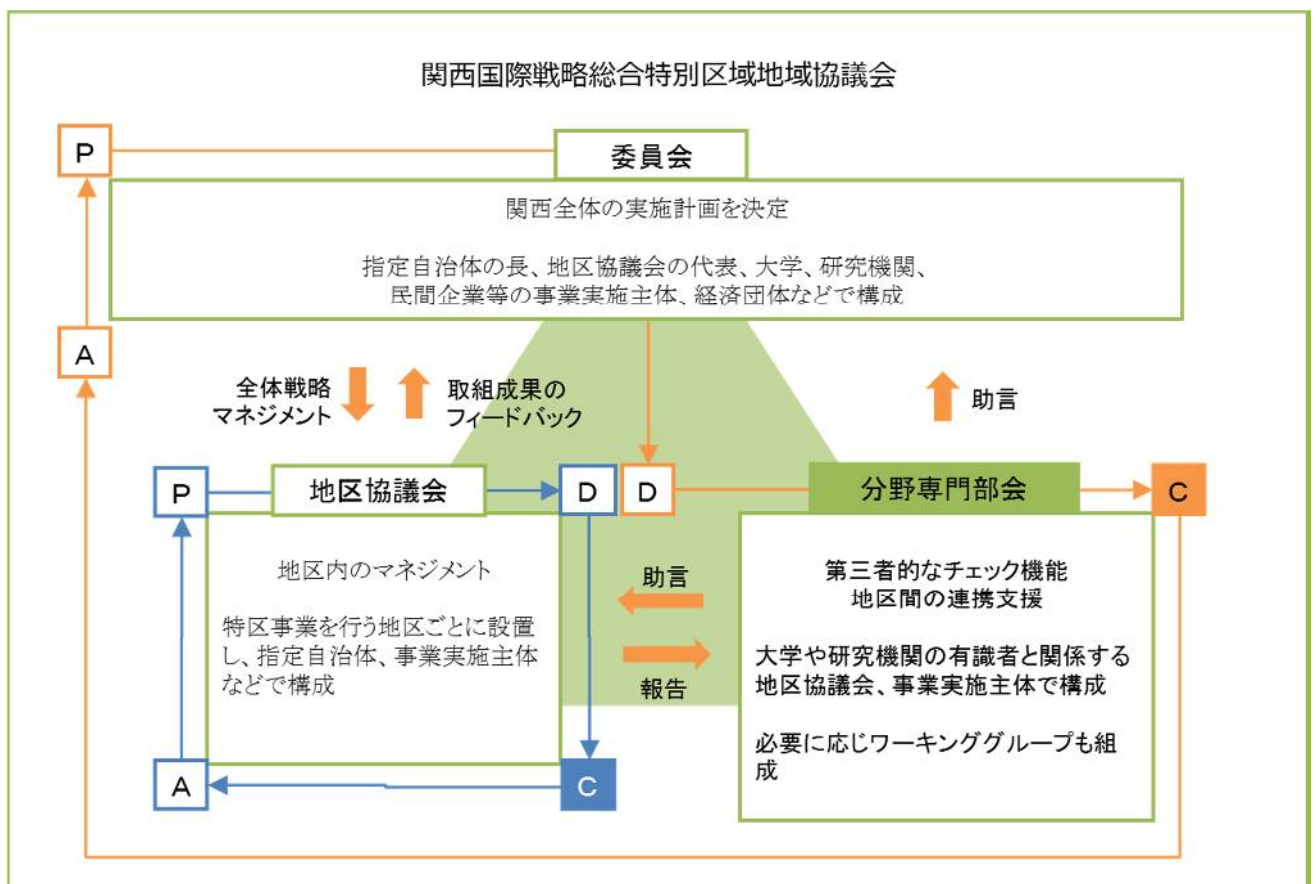 関西国際戦略総合特別区域地域協議会
P
委員会
関西全体の実施計画を決定
指定自治体の長、地区協議会の代表、大学、研究機関、
民間企業等の事業実施主体、経済団体などで構成
A
全体戦略
マネジメント
取組成果の
フィードバック
助言
P
地区協議会
D
D
分野専門部会
C
地区内のマネジメント
特区事業を行う地区ごとに設置
し、指定自治体、事業実施主体
などで構成
助言
報告
第三者的なチェック機能
地区間の連携支援
大学や研究機関の有識者と関係する
地区協議会、事業実施主体で構成
必要に応じワーキンググループも組
成
A
C